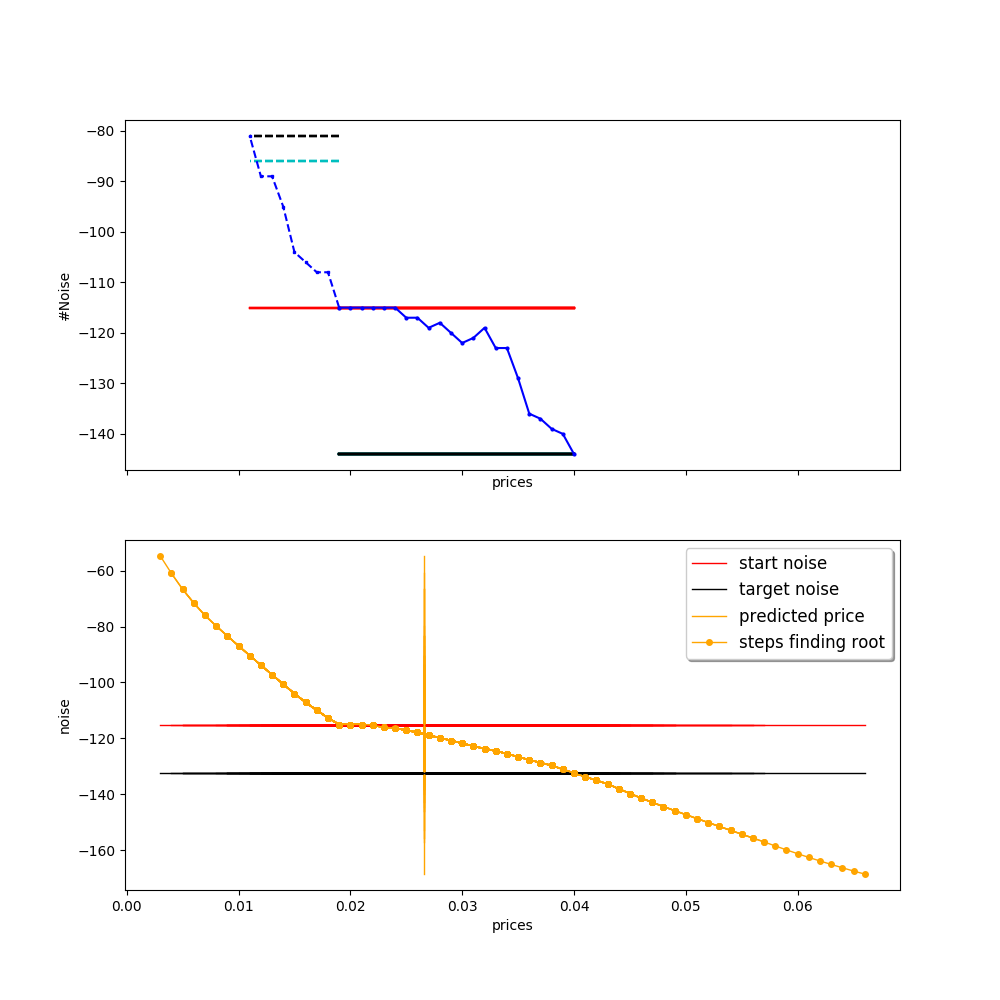 −80
−90
−100
−110
−120
−130
−140
#Noise
prices
−60
−80
−100
−120
−140
−160
noise
start noise
target noise
predicted price
steps finding root
0.00 0.01 0.02 0.03 0.04 0.05 0.06
prices